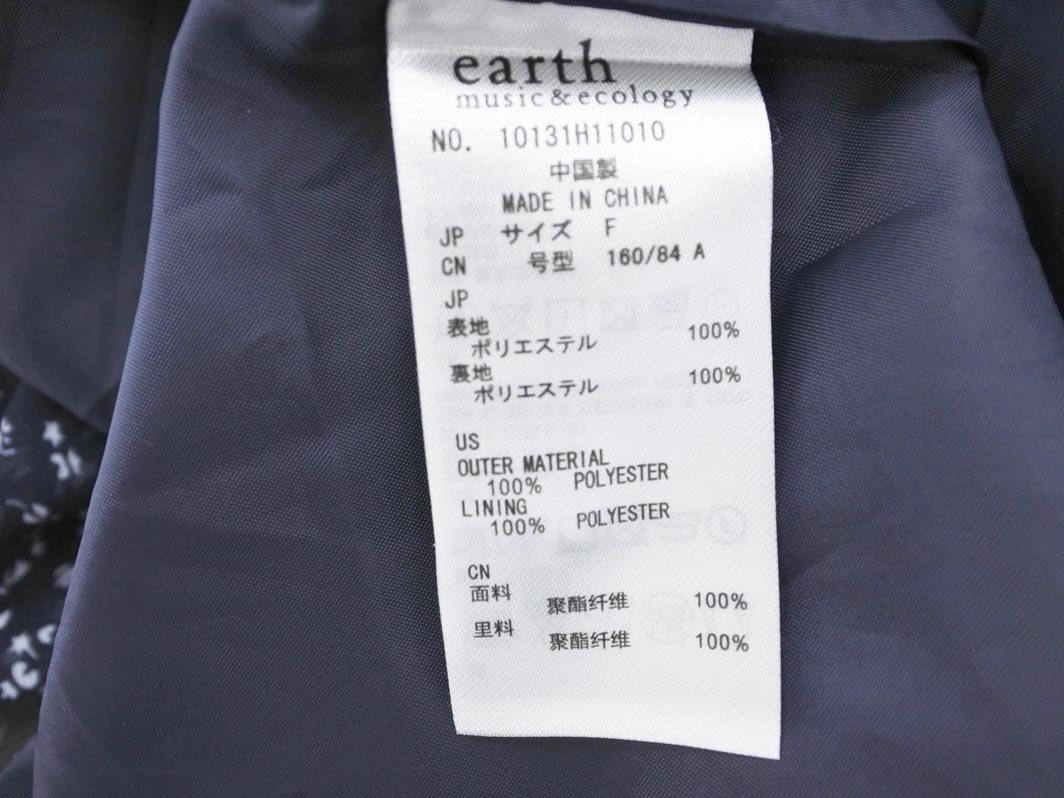 earth
music&ecology
NO. 10131H11010
中国製
MADE IN CHINA
JP サイズ F
CN 号型 160/84 A
JP
表地
ポリエステル 100%
裏地
ポリエステル 100%
US
OUTER MATERIAL
100% POLYESTER
LINING
100% POLYESTER
CN
面料 聚酯纤维 100%
里料 聚酯纤维 100%